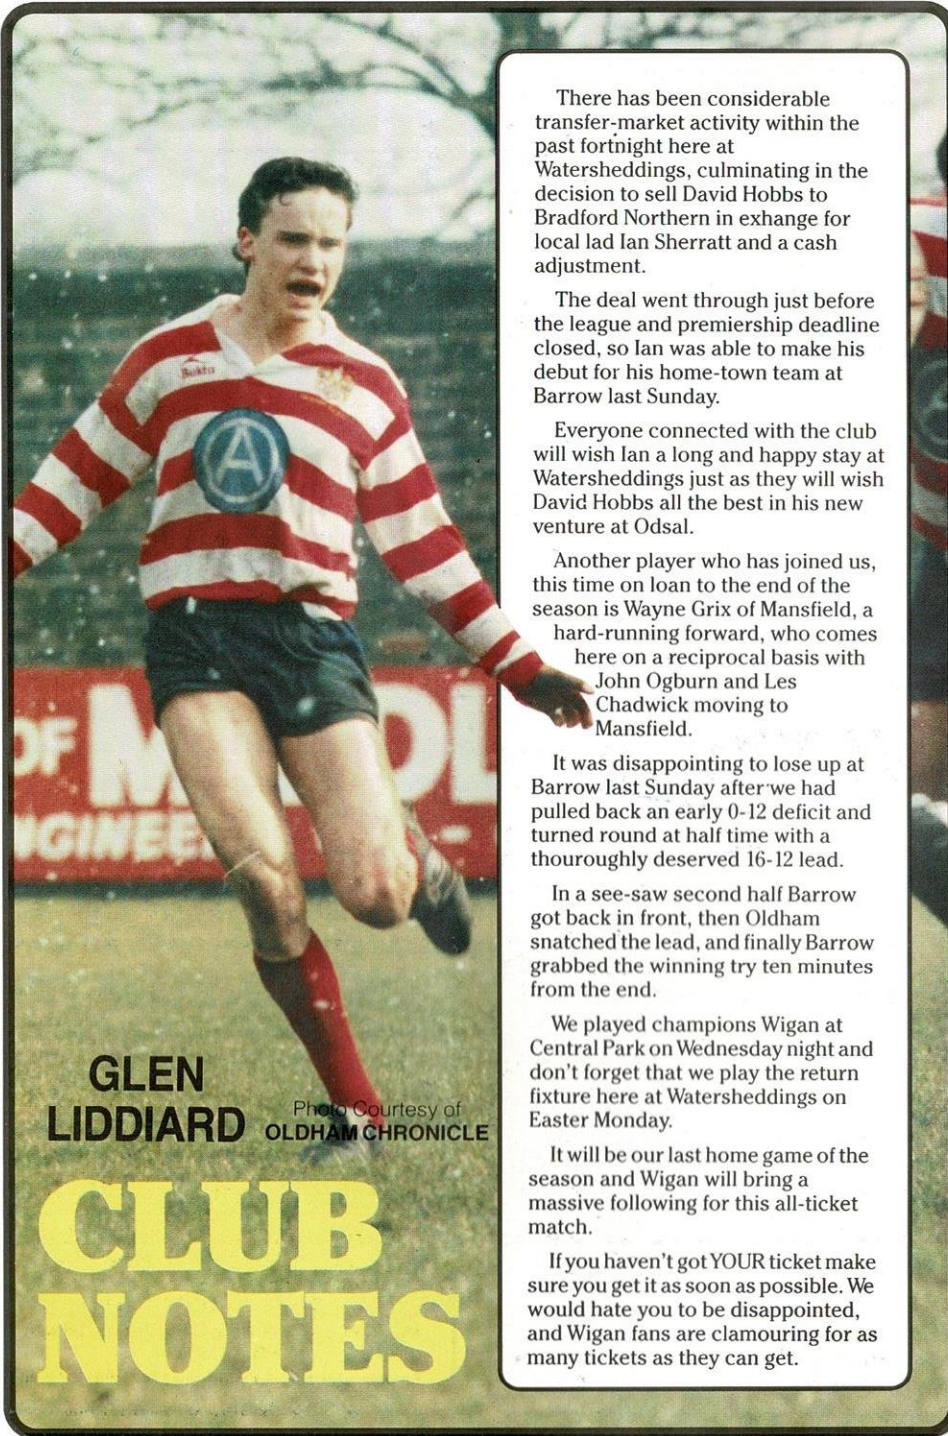 There has been considerable
transfer-market activity within the
past fortnight here at
Watersheddings, culminating in the
decision to sell David Hobbs to
Bradford Northern in exhange for
local lad Ian Sherratt and a cash
adjustment.
The deal went through just before
the league and premiership deadline
closed, so Ian was able to make his
debut for his home-town team at
Barrow last Sunday.
Everyone connected with the club
will wish Ian a long and happy stay at
Watersheddings just as they will wish
David Hobbs all the best in his new
venture at Odsal.
Another player who has joined us,
this time on loan to the end of the
season is Wayne Grix of Mansfield, a
hard-running forward, who comes
here on a reciprocal basis with
John Ogburn and Les
Chadwick moving to
Mansfield.
It was disappointing to lose up at
Barrow last Sunday after we had
pulled back an early 0-12 deficit and
turned round at half time with a
thouroughly deserved 16-12 lead.
In a see-saw second half Barrow
got back in front, then Oldham
snatched the lead, and finally Barrow
grabbed the winning try ten minutes
from the end.
We played champions Wigan at
Central Park on Wednesday night and
don't forget that we play the return
fixture here at Watersheddings on
Easter Monday.
It will be our last home game of the
season and Wigan will bring a
massive following for this all-ticket
match.
If you haven't got YOUR ticket make
sure you get it as soon as possible. We
would hate you to be disappointed,
and Wigan fans are clamouring for as
many tickets as they can get.
Bukta
A
OF
GLEN
LIDDIARD
Photo Courtesy of
OLDHAM CHRONICLE
CLUB
NOTES